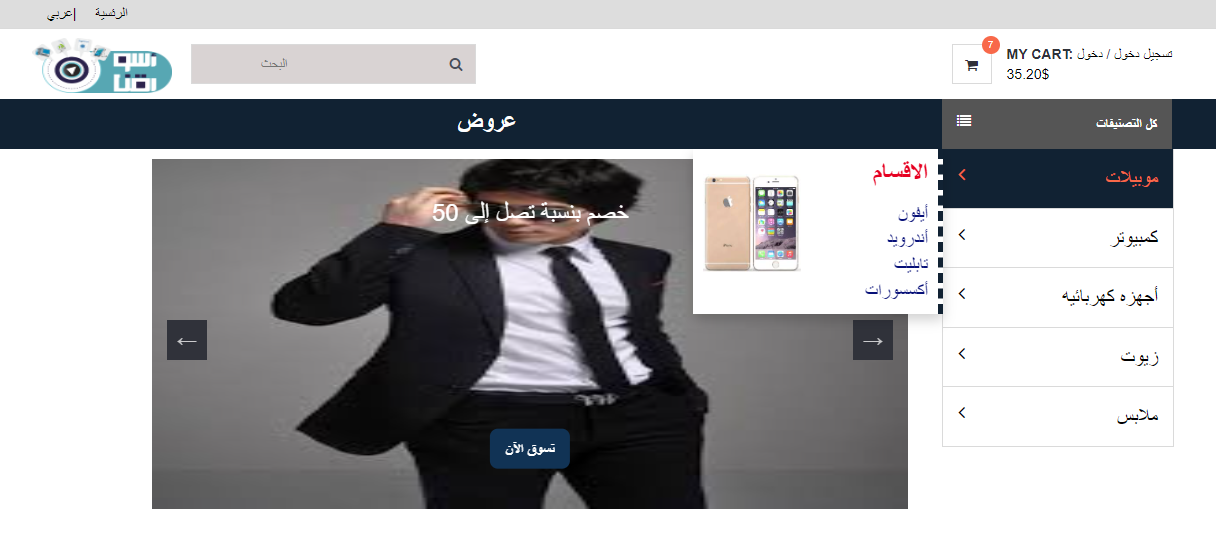 الرئسية |عربي
تسجيل دخول / دخول MY CART:
35.20$
7
البحث
كل التصنيفات
عروض
موبيلات
كمبيوتر
أجهزه كهربائيه
زيوت
ملابس
الاقسام
أيفون
أندرويد
تابليت
أكسسورات
خصم بنسبة تصل إلى 50
تسوق الآن